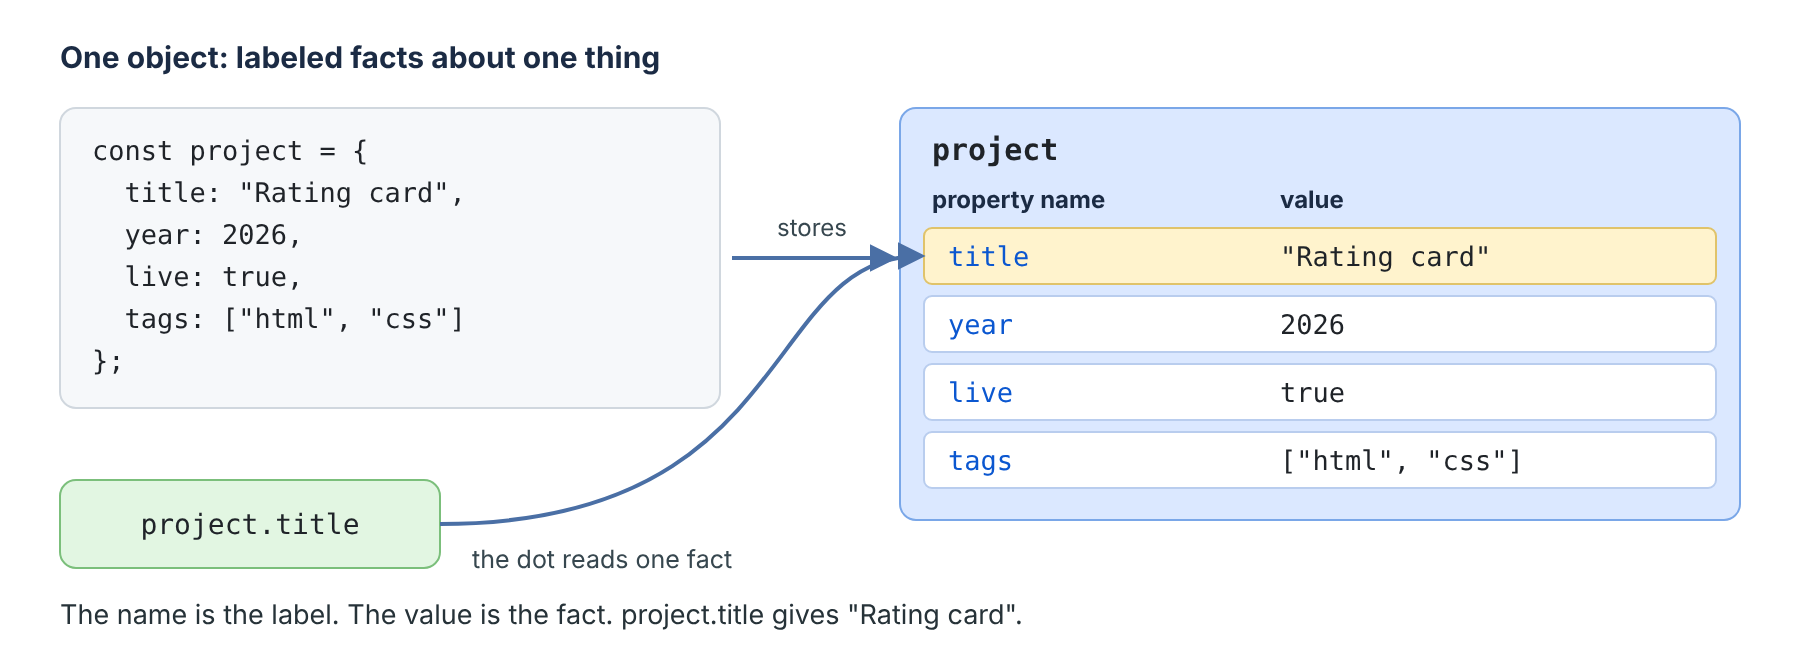 One object: labeled facts about one thing
const project = {
  title: "Rating card",
  year: 2026,
  live: true,
  tags: ["html", "css"]
};
stores
project
property name value
title "Rating card"
year 2026
live true
tags ["html", "css"]
project.title
the dot reads one fact
The name is the label. The value is the fact. project.title gives "Rating card".